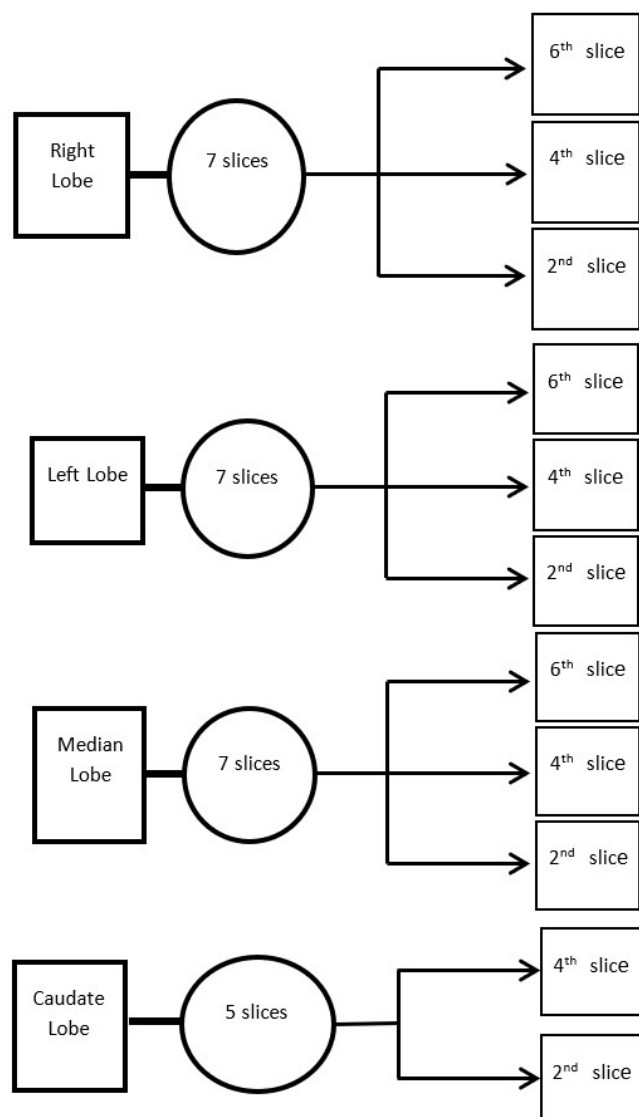 6th slice
Right
Lobe
7 slices
4th slice
2nd slice
6th slice
Left Lobe
7 slices
4th slice
2nd slice
6th slice
Median
Lobe
7 slices
4th slice
2nd slice
4th slice
Caudate
Lobe
5 slices
2nd slice